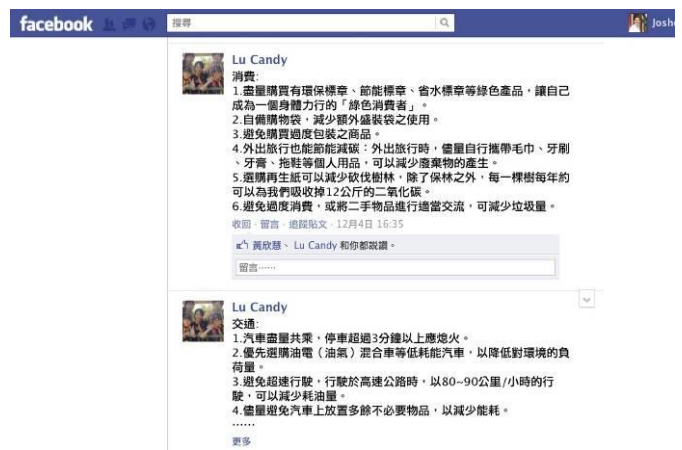 facebook
搜尋
Joshe
Lu Candy
消費:
1.盡量購買有環保標章、節能標章、省水標章等綠色產品，讓自己
成為一個身體力行的「綠色消費者」。
2.自備購物袋，減少額外盛裝袋之使用。
3.避免購買過度包裝之商品。
4.外出旅行也能節能減碳：外出旅行時，儘量自行攜帶毛巾、牙刷
、牙膏、拖鞋等個人用品，可以減少廢棄物的產生。
5.選購再生紙可以減少砍伐樹林，除了保林之外，每一棵樹每年約
可以為我們吸收掉12公斤的二氧化碳。
6.避免過度消費，或將二手物品進行適當交流，可減少垃圾量。
收回 · 留言 · 追蹤貼文 · 12月4日 16:35
黃欣慧、 Lu Candy 和你都說讚。
留言……
Lu Candy
交通:
1.汽車盡量共乘，停車超過3分鐘以上應熄火。
2.優先選購油電（油氣）混合車等低耗能汽車，以降低對環境的負
荷量。
3.避免超速行駛，行駛於高速公路時，以80~90公里/小時的行
駛，可以減少耗油量。
4.儘量避免汽車上放置多餘不必要物品，以減少能耗。
……
更多